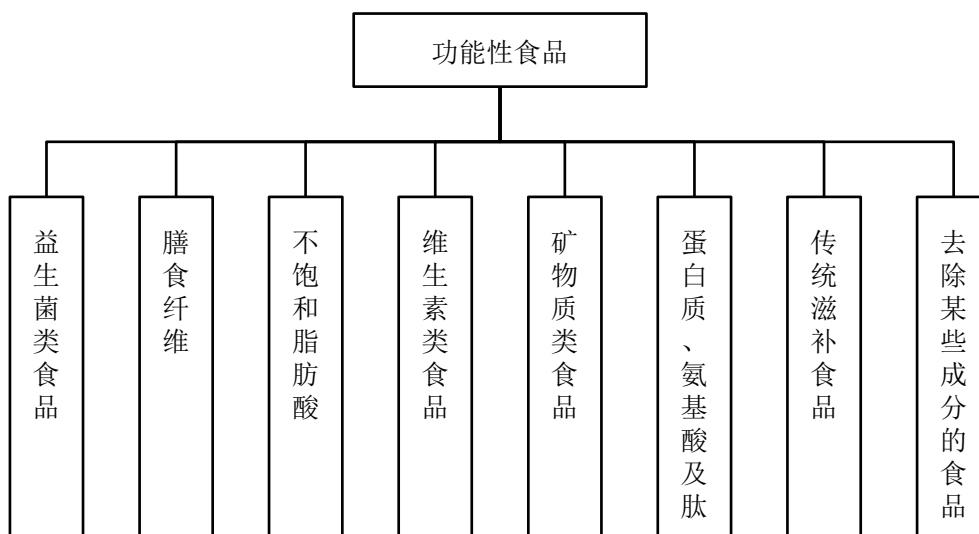 功能性食品
益生菌类食品
膳食纤维
不饱和脂肪酸
维生素类食品
矿物质类食品
蛋白质、氨基酸及肽
传统滋补食品
去除某些成分的食品